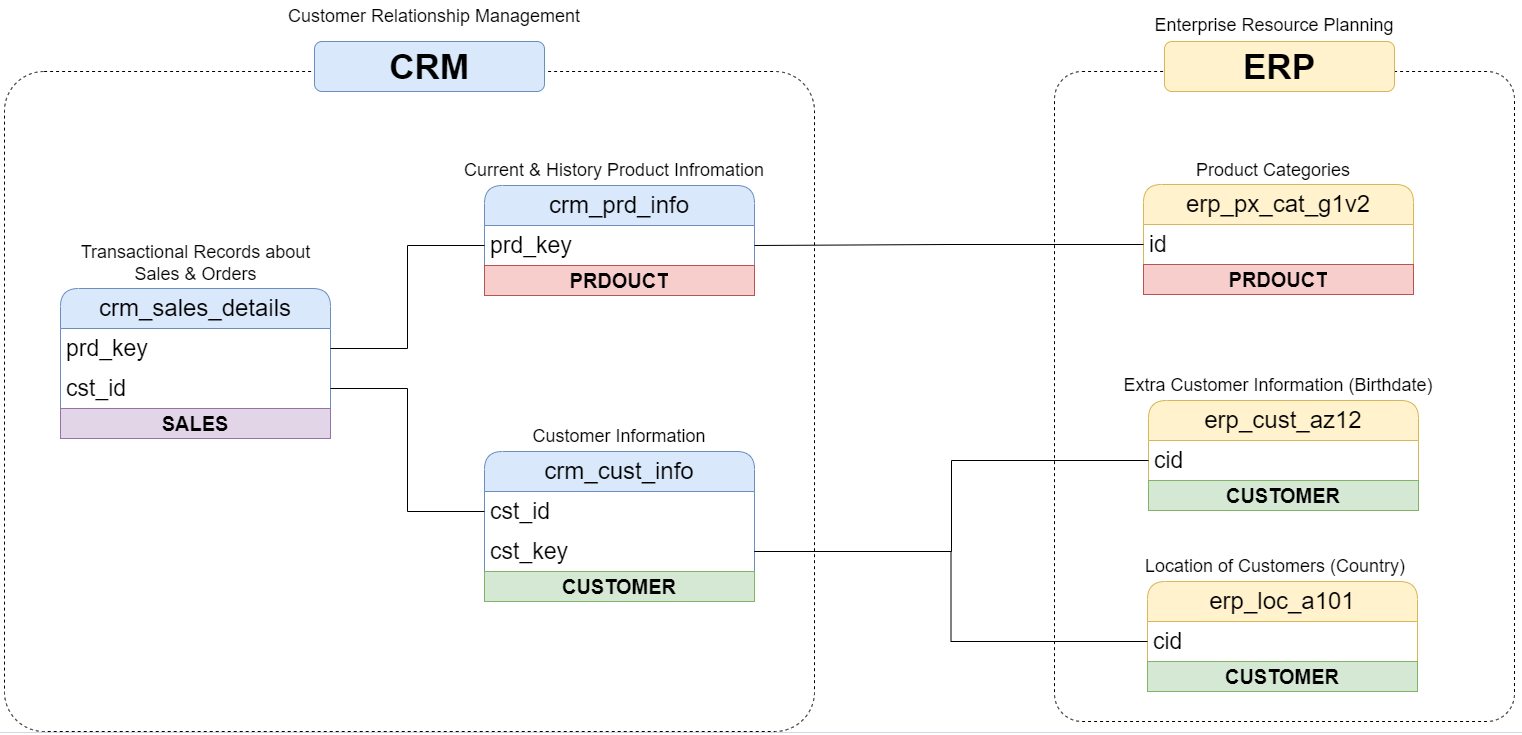 Customer Relationship Management
CRM
Enterprise Resource Planning
ERP
Current & History Product Infromation
crm_prd_info
prd_key
PRDOUCT
Product Categories
erp_px_cat_g1v2
id
PRDOUCT
Transactional Records about
Sales & Orders
crm_sales_details
prd_key
cst_id
SALES
Customer Information
crm_cust_info
cst_id
cst_key
CUSTOMER
Extra Customer Information (Birthdate)
erp_cust_az12
cid
CUSTOMER
Location of Customers (Country)
erp_loc_a101
cid
CUSTOMER